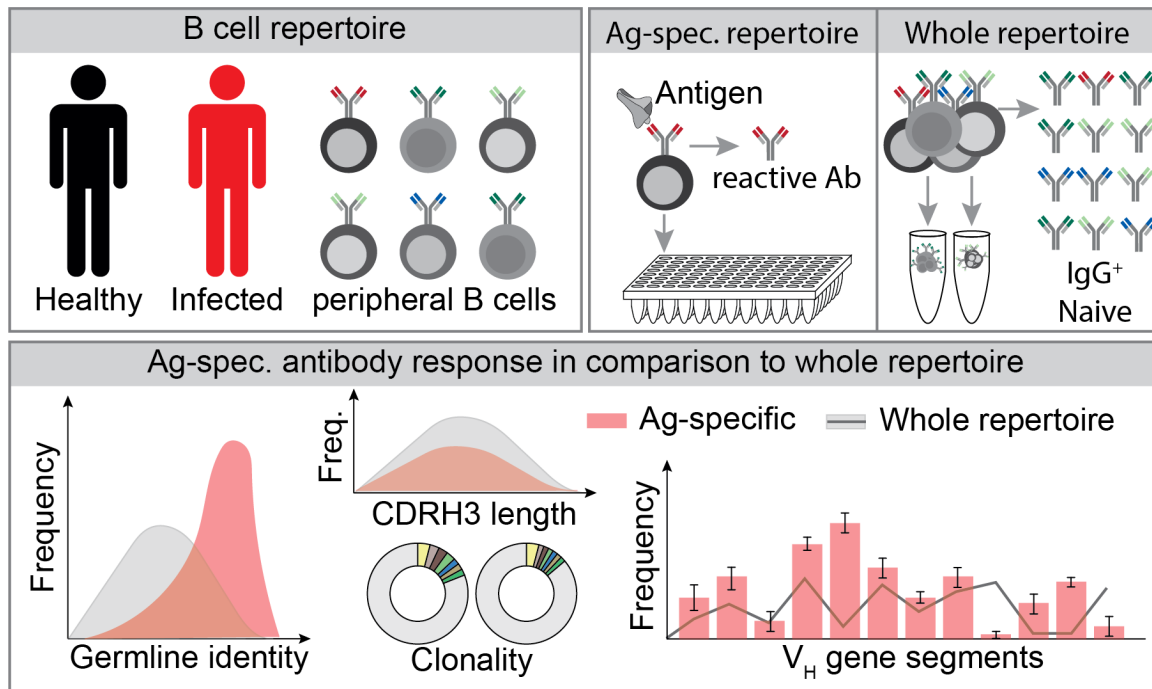 B cell repertoire
Healthy
Infected
peripheral B cells
Ag-spec. repertoire
Antigen
reactive Ab
Whole repertoire
IgG⁺
Naive
Ag-spec. antibody response in comparison to whole repertoire
Frequency
Germline identity
Freq.
CDRH3 length
Clonality
Ag-specific
Whole repertoire
Frequency
V_H gene segments